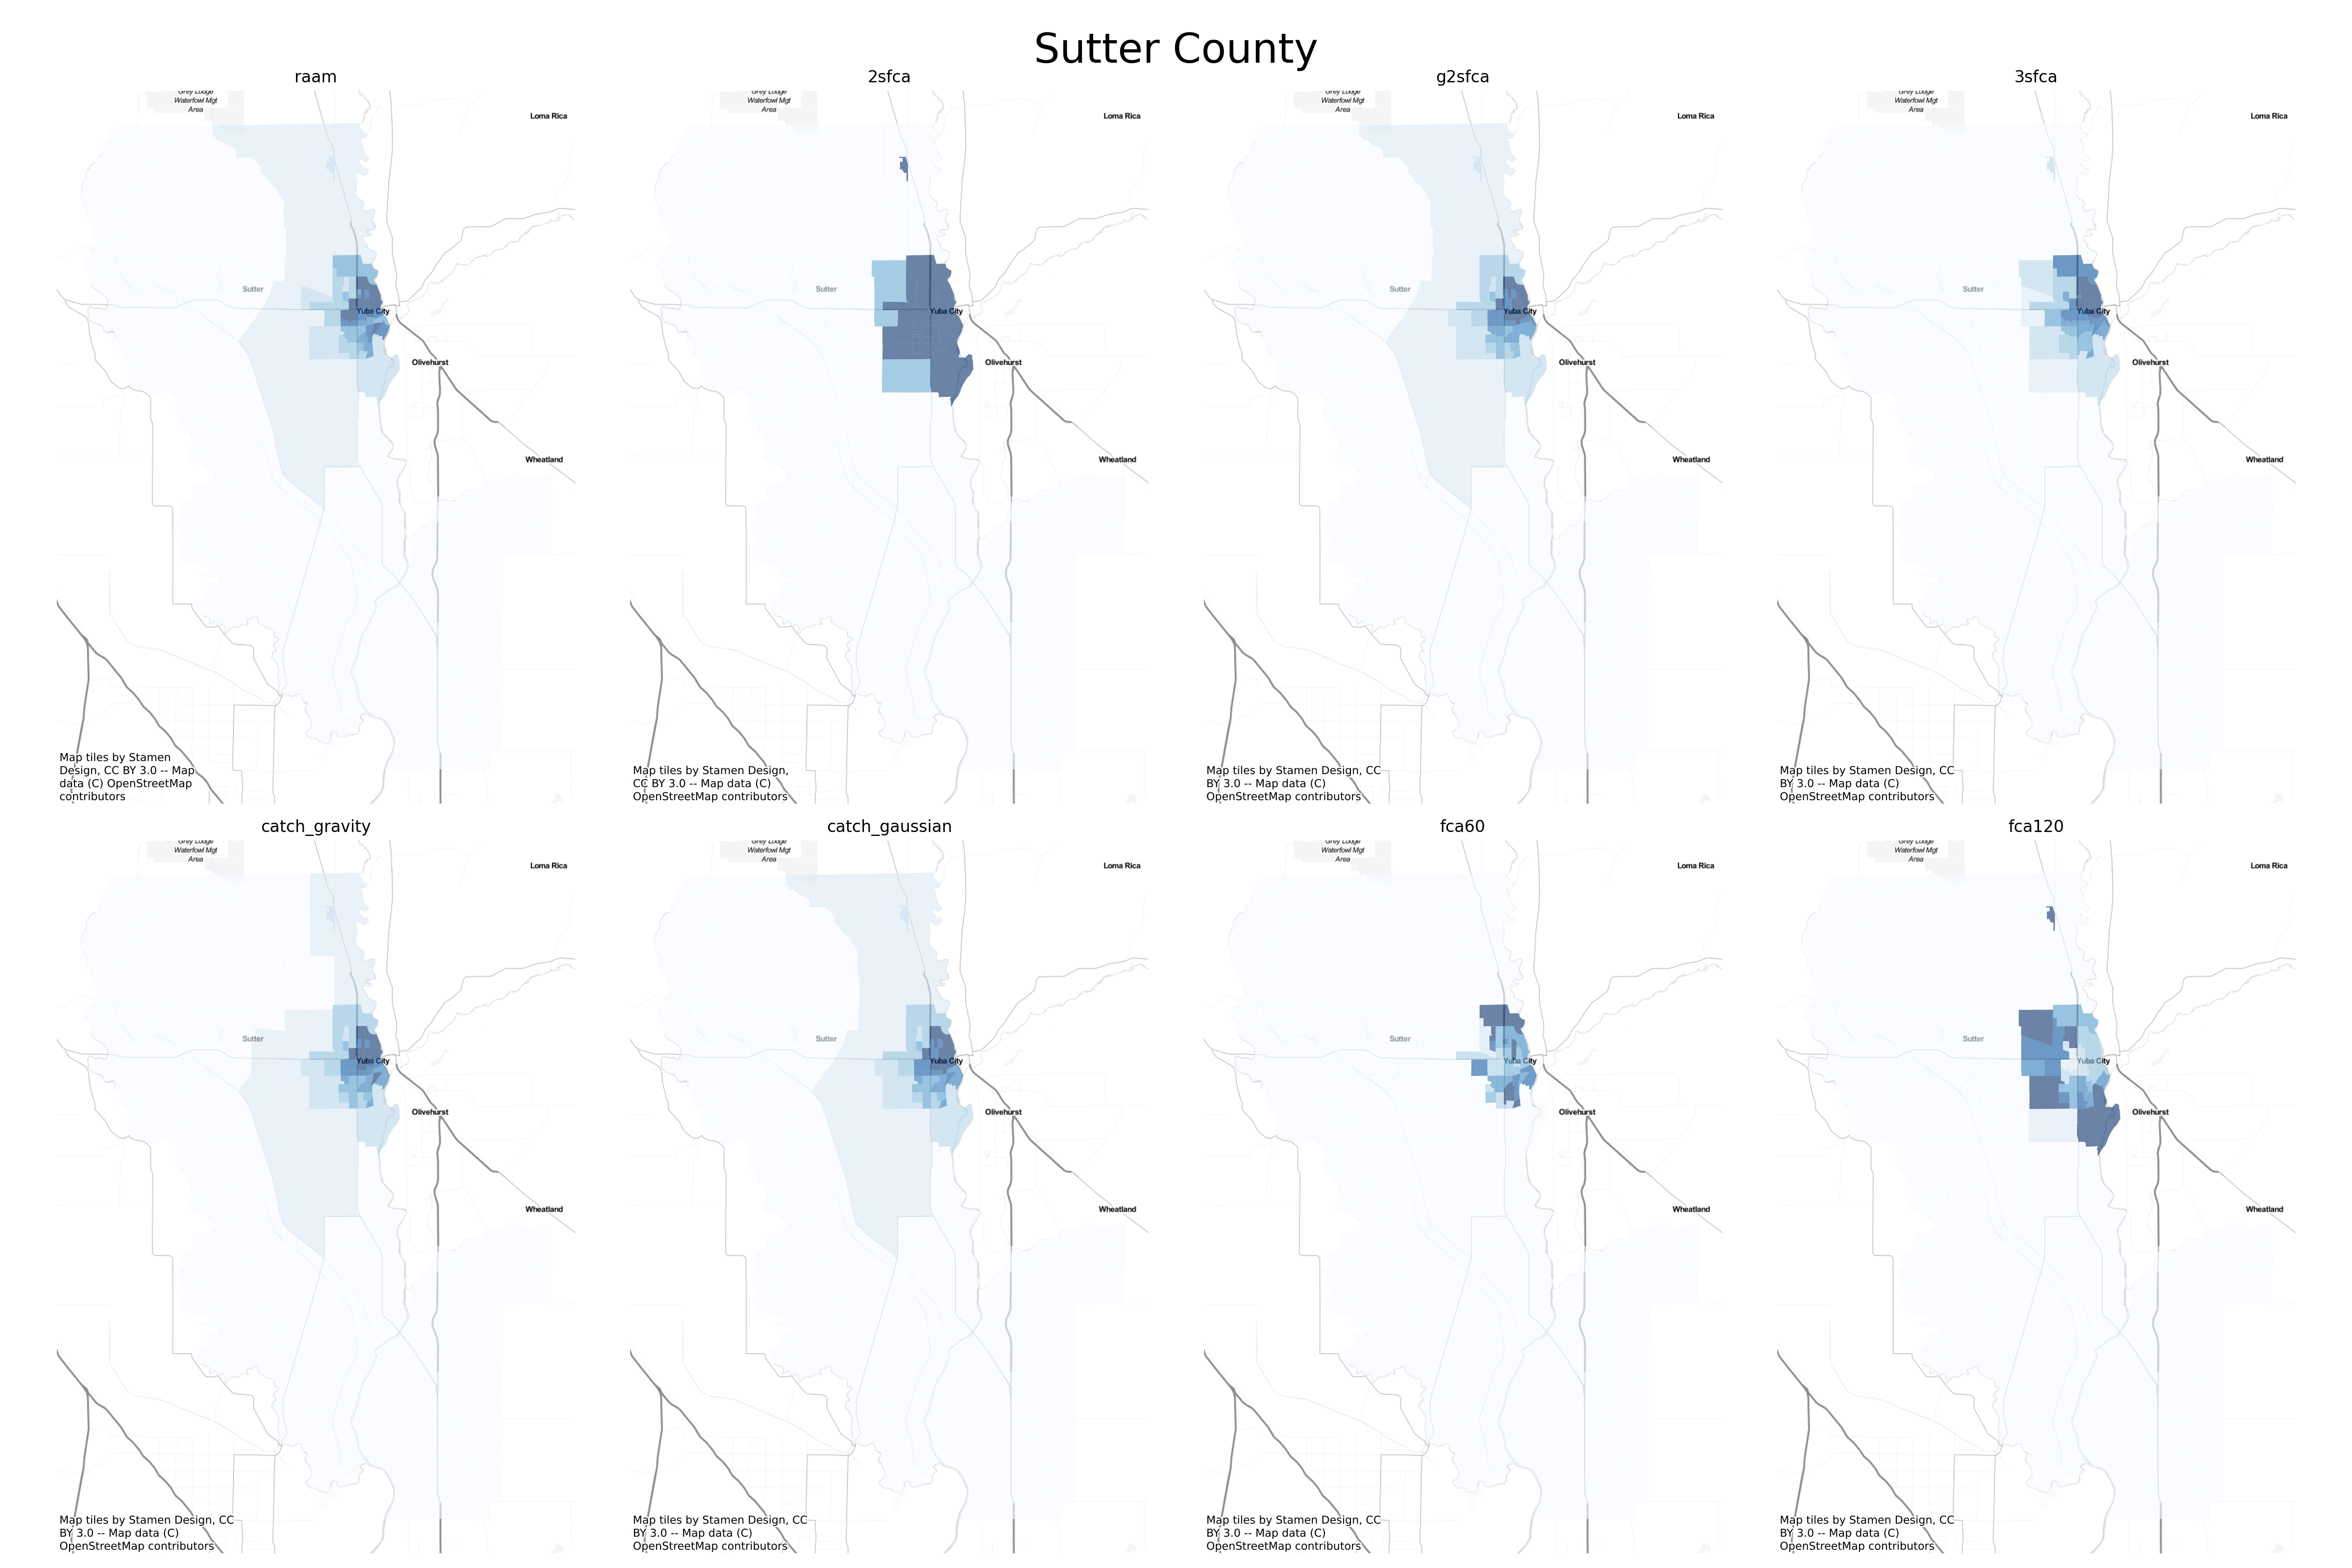 Sutter County
raam
Grey Lodge
Waterfowl Mgt
Area
Loma Rica
Sutter
Yuba City
Olivehurst
Wheatland
Map tiles by Stamen
Design, CC BY 3.0 -- Map
data (C) OpenStreetMap
contributors
2sfca
Grey Lodge
Waterfowl Mgt
Area
Loma Rica
Sutter
Yuba City
Olivehurst
Wheatland
Map tiles by Stamen Design,
CC BY 3.0 -- Map data (C)
OpenStreetMap contributors
g2sfca
Grey Lodge
Waterfowl Mgt
Area
Loma Rica
Sutter
Yuba City
Olivehurst
Wheatland
Map tiles by Stamen Design, CC
BY 3.0 -- Map data (C)
OpenStreetMap contributors
3sfca
Grey Lodge
Waterfowl Mgt
Area
Loma Rica
Sutter
Yuba City
Olivehurst
Wheatland
Map tiles by Stamen Design, CC
BY 3.0 -- Map data (C)
OpenStreetMap contributors
catch_gravity
Grey Lodge
Waterfowl Mgt
Area
Loma Rica
Sutter
Yuba City
Olivehurst
Wheatland
Map tiles by Stamen Design, CC
BY 3.0 -- Map data (C)
OpenStreetMap contributors
catch_gaussian
Grey Lodge
Waterfowl Mgt
Area
Loma Rica
Sutter
Yuba City
Olivehurst
Wheatland
Map tiles by Stamen Design, CC
BY 3.0 -- Map data (C)
OpenStreetMap contributors
fca60
Grey Lodge
Waterfowl Mgt
Area
Loma Rica
Sutter
Yuba City
Olivehurst
Wheatland
Map tiles by Stamen Design, CC
BY 3.0 -- Map data (C)
OpenStreetMap contributors
fca120
Grey Lodge
Waterfowl Mgt
Area
Loma Rica
Sutter
Yuba City
Olivehurst
Wheatland
Map tiles by Stamen Design, CC
BY 3.0 -- Map data (C)
OpenStreetMap contributors